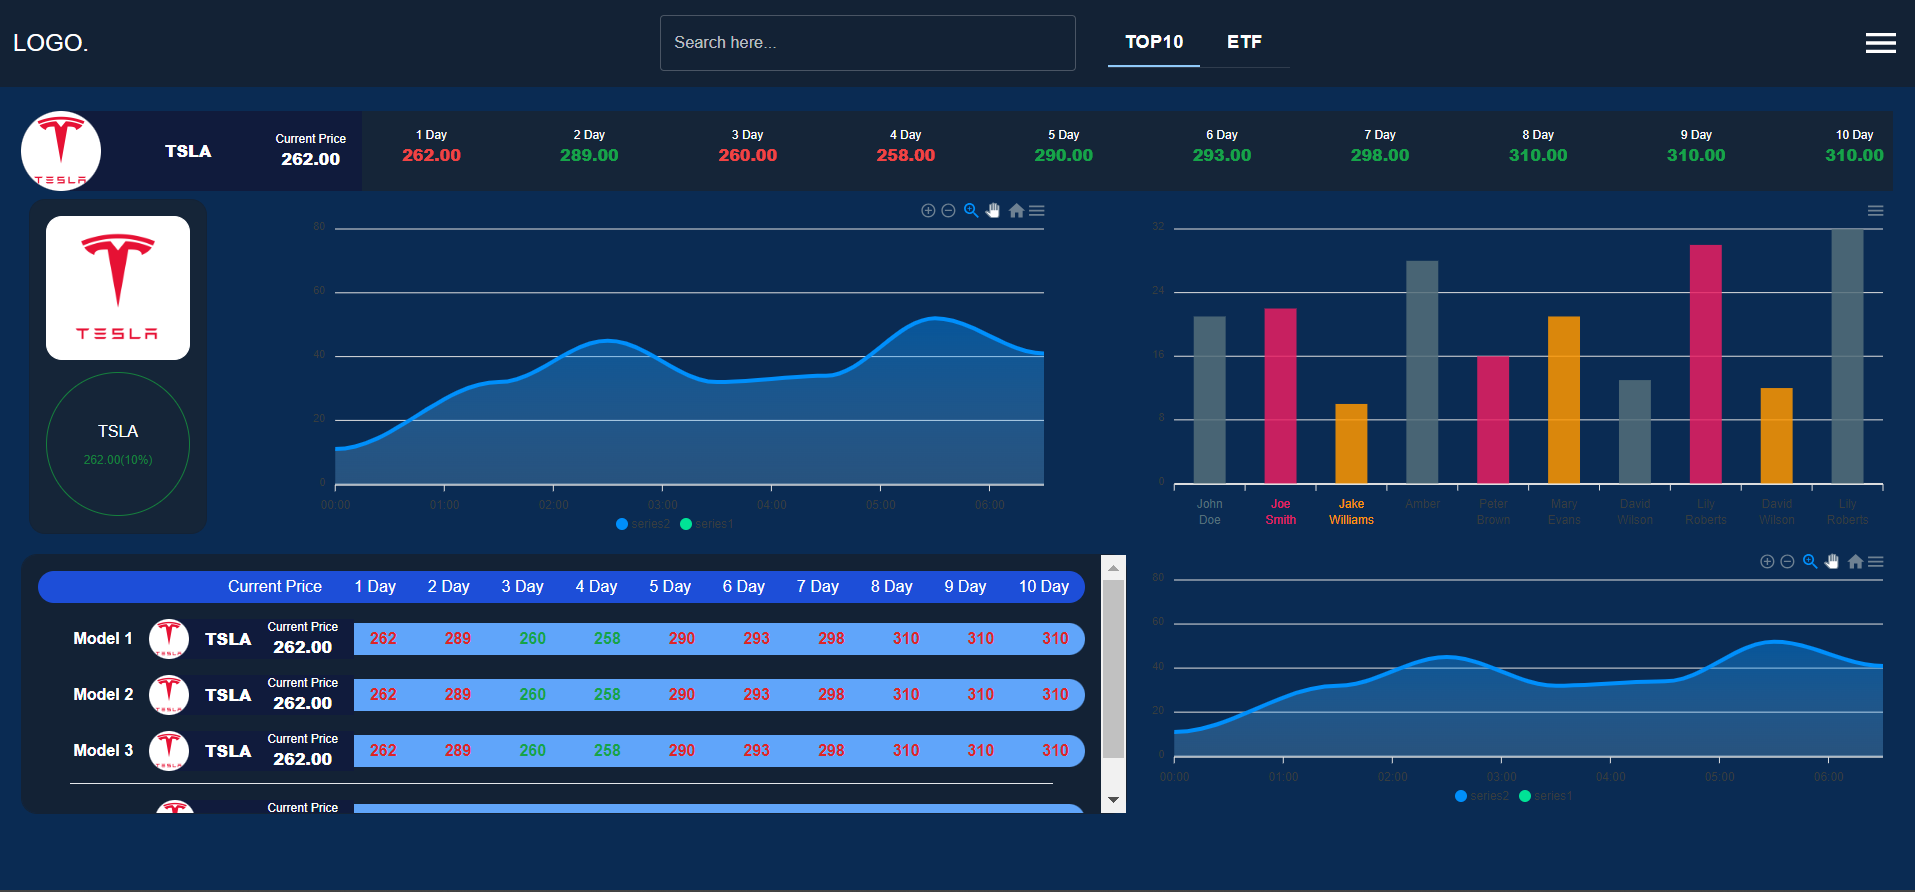 LOGO.
Search here...
TOP10 ETF
TESLA
TSLA
Current Price
262.00
1 Day 2 Day 3 Day 4 Day 5 Day 6 Day 7 Day 8 Day 9 Day 10 Day
262.00 289.00 260.00 258.00 290.00 293.00 298.00 310.00 310.00 310.00
TESLA
TSLA
262.00(10%)
80
60
40
20
0
00:00 01:00 02:00 03:00 04:00 05:00 06:00
series2 series1
32
24
16
8
0
John Doe
Joe Smith
Jake Williams
Amber
Peter Brown
Mary Evans
David Wilson
Lily Roberts
David Wilson
Lily Roberts
Current Price 1 Day 2 Day 3 Day 4 Day 5 Day 6 Day 7 Day 8 Day 9 Day 10 Day
Model 1 TESLA TSLA Current Price 262.00 262 289 260 258 290 293 298 310 310 310
Model 2 TESLA TSLA Current Price 262.00 262 289 260 258 290 293 298 310 310 310
Model 3 TESLA TSLA Current Price 262.00 262 289 260 258 290 293 298 310 310 310
Current Price
80
60
40
20
0
00:00 01:00 02:00 03:00 04:00 05:00 06:00
series2 series1